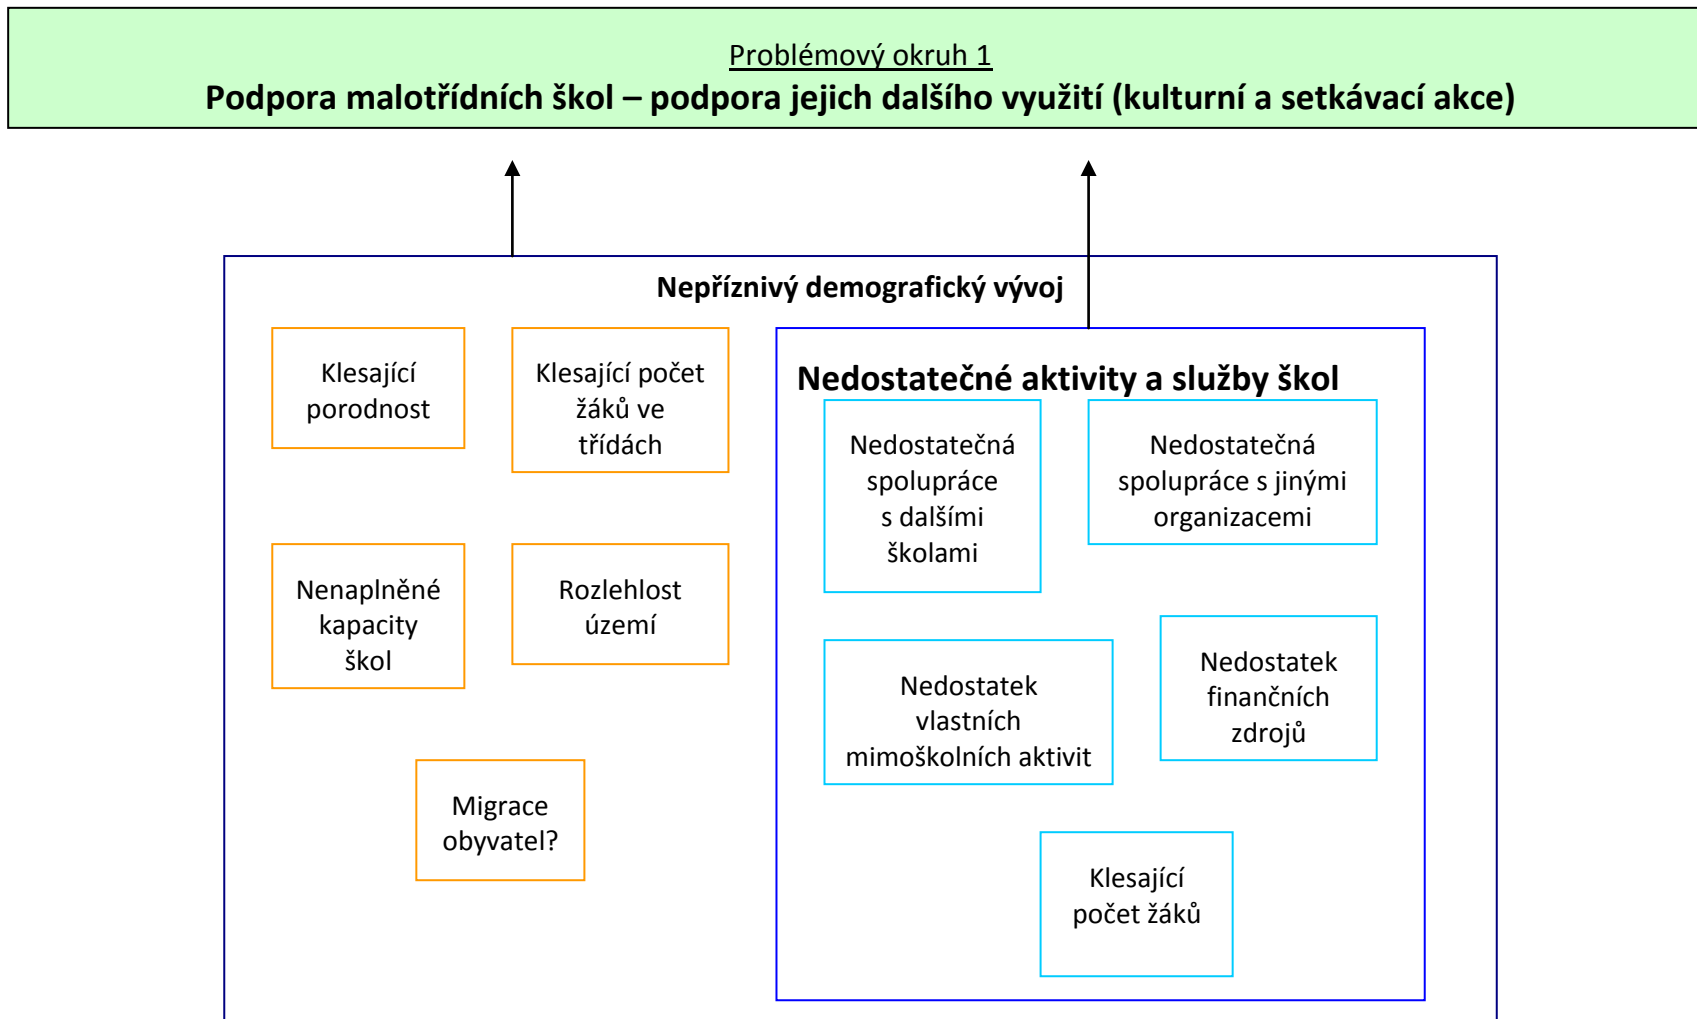 Problémový okruh 1
Podpora malotřídních škol – podpora jejich dalšího využití (kulturní a setkávací akce)
Nepříznivý demografický vývoj
Klesající
porodnost
Klesající počet
žáků ve
třídách
Nenaplněné
kapacity
škol
Rozlehlost
území
Migrace
obyvatel?
Nedostatečné aktivity a služby škol
Nedostatečná
spolupráce
s dalšími
školami
Nedostatečná
spolupráce s jinými
organizacemi
Nedostatek
vlastních
mimoškolních aktivit
Nedostatek
finančních
zdrojů
Klesající
počet žáků